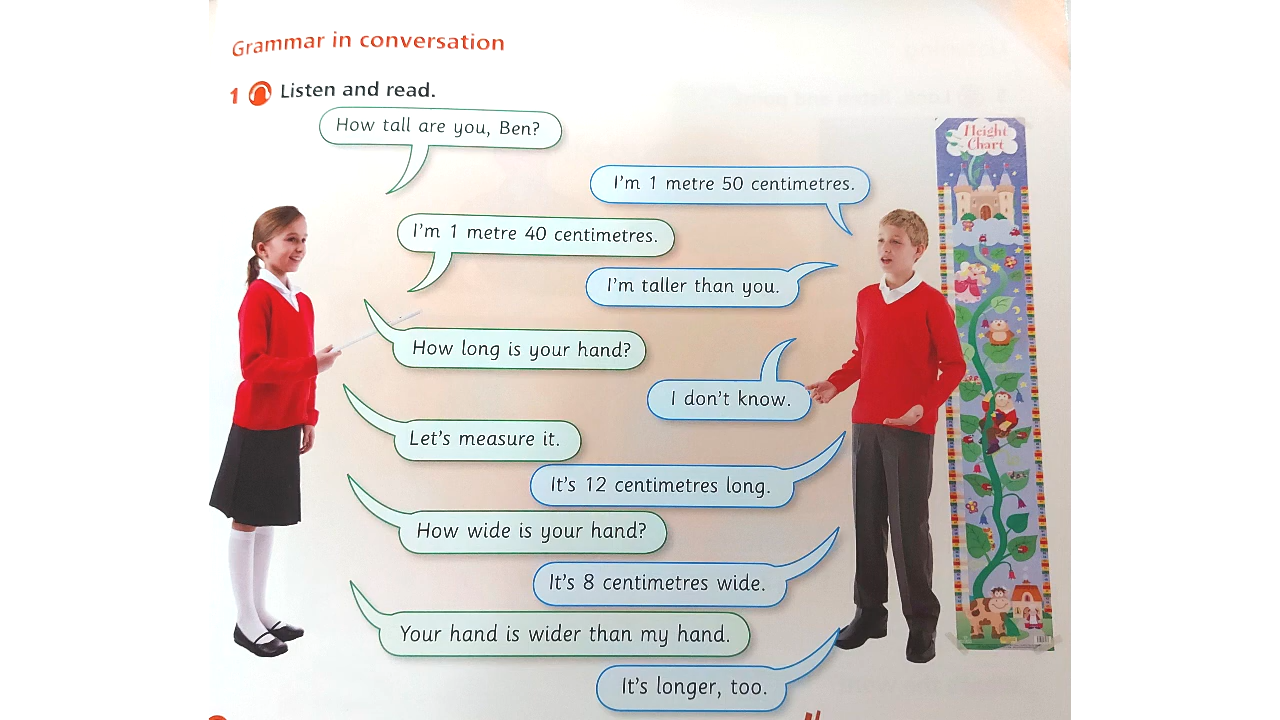 Grammar in conversation
1 Listen and read.
How tall are you, Ben?
I'm 1 metre 50 centimetres.
I'm 1 metre 40 centimetres.
I'm taller than you.
How long is your hand?
I don't know.
Let's measure it.
It's 12 centimetres long.
How wide is your hand?
It's 8 centimetres wide.
Your hand is wider than my hand.
It's longer, too.
Height
Chart